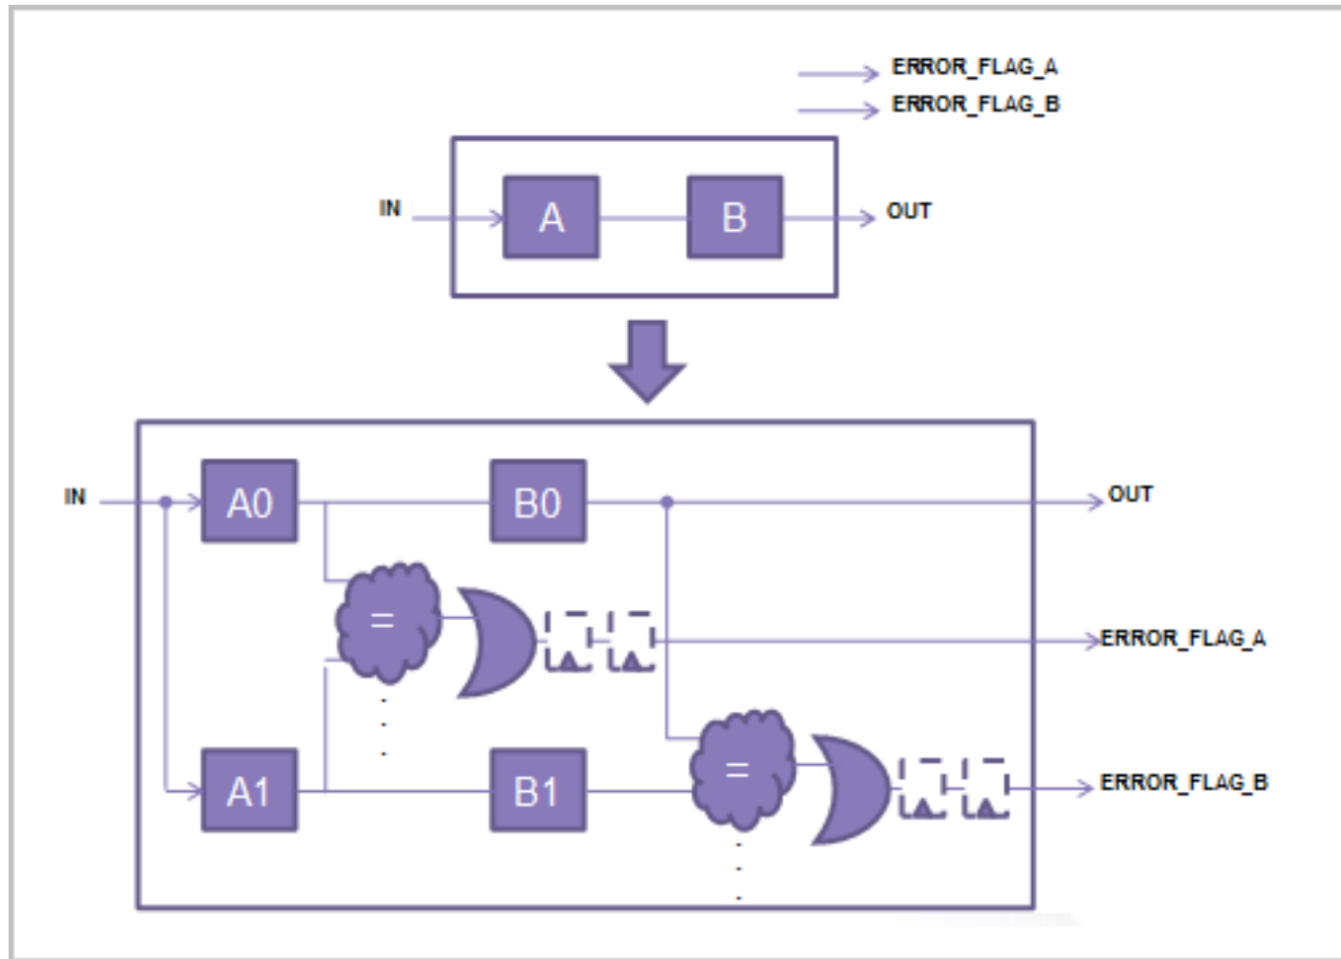 ERROR_FLAG_A
ERROR_FLAG_B
IN
A
B
OUT
IN
A0
B0
OUT
=
ERROR_FLAG_A
A1
B1
=
ERROR_FLAG_B